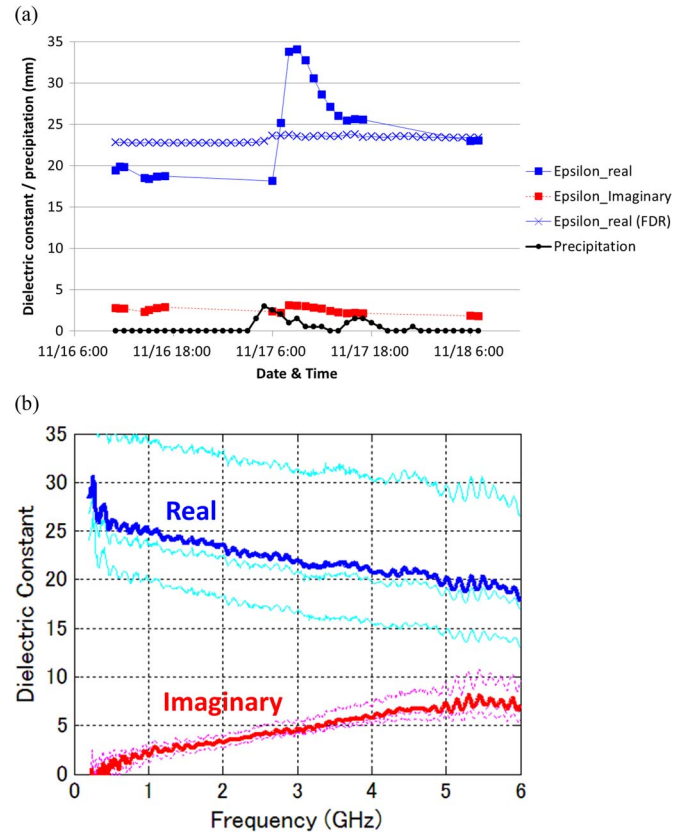 (a)
Dielectric constant / precipitation (mm)
35
30
25
20
15
10
5
0
11/16 6:00 11/16 18:00 11/17 6:00 11/17 18:00 11/18 6:00
Date & Time
Epsilon_real
Epsilon_Imaginary
Epsilon_real (FDR)
Precipitation
(b)
Dielectric Constant
35
30
25
20
15
10
5
0
Real
Imaginary
0 1 2 3 4 5 6
Frequency (GHz)